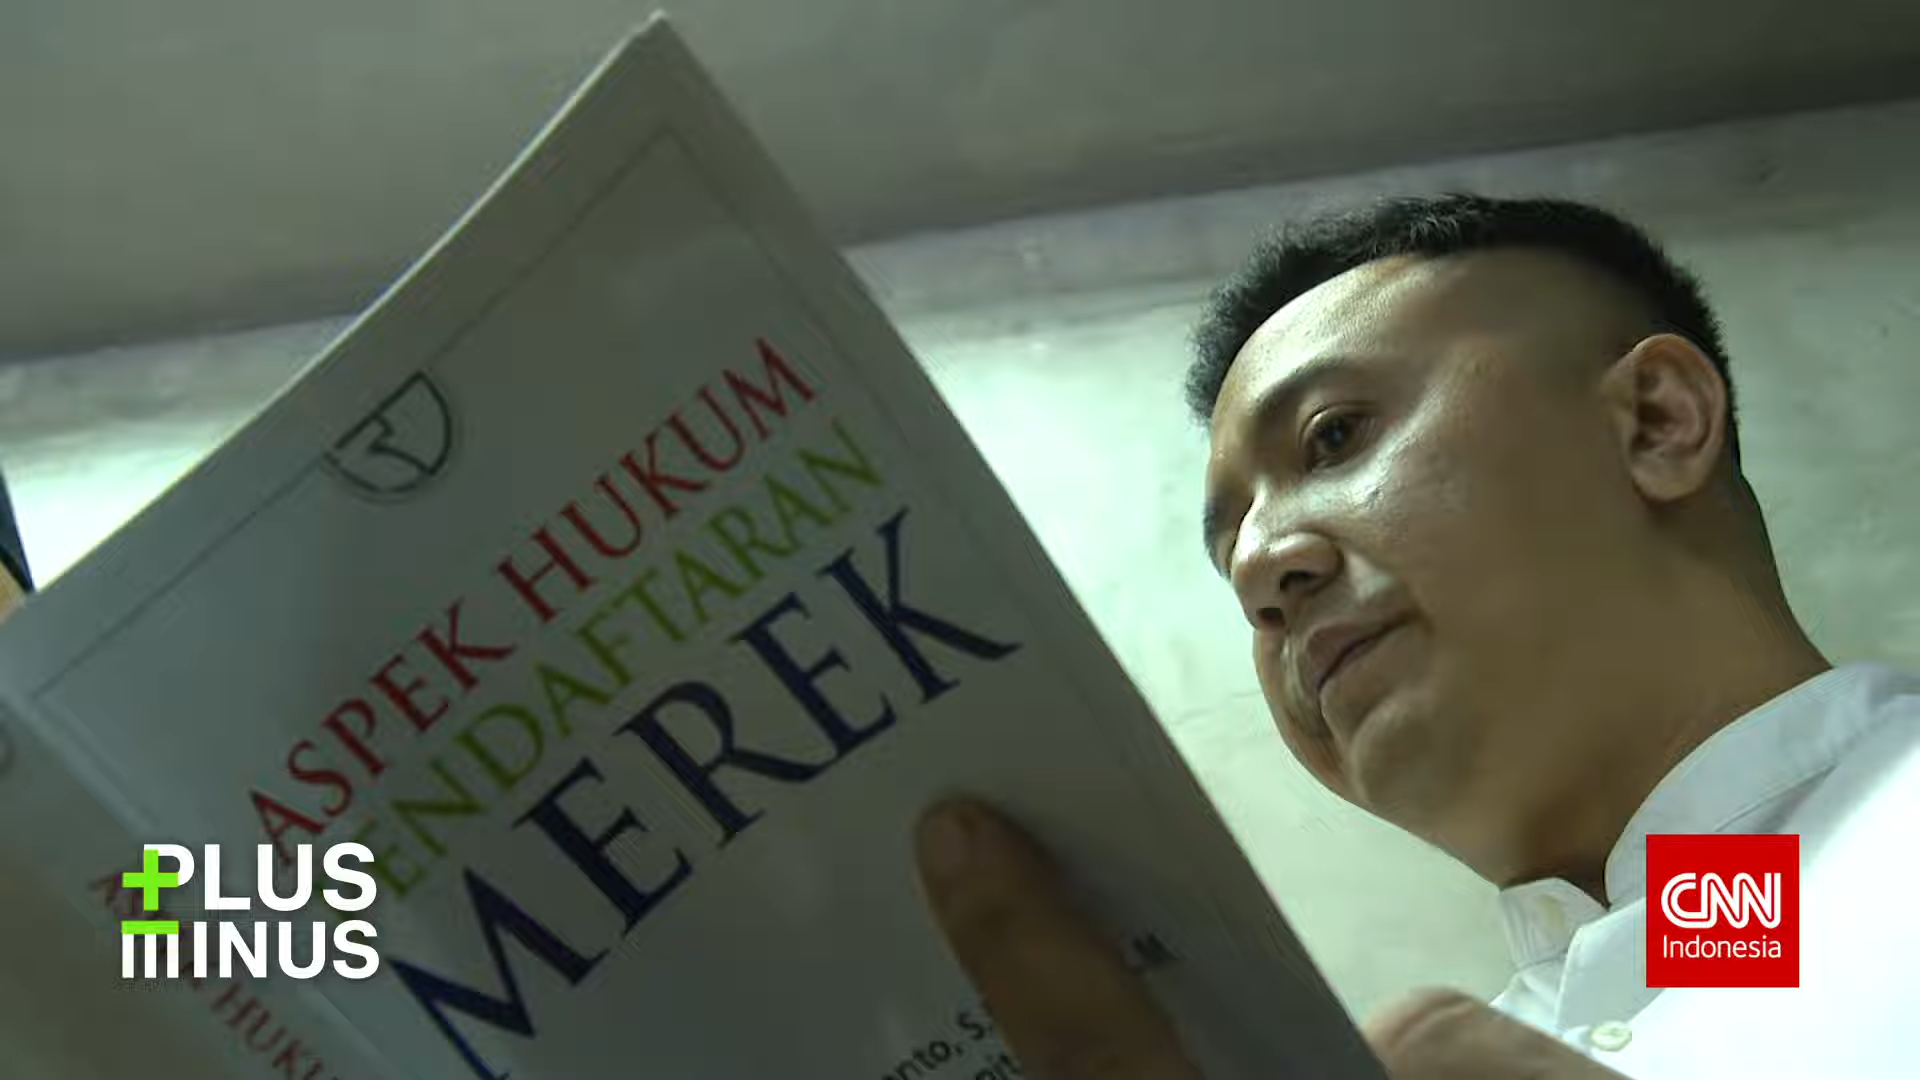 ASPEK HUKUM
PENDAFTARAN
MEREK
PLUS
MINUS
CNN
Indonesia